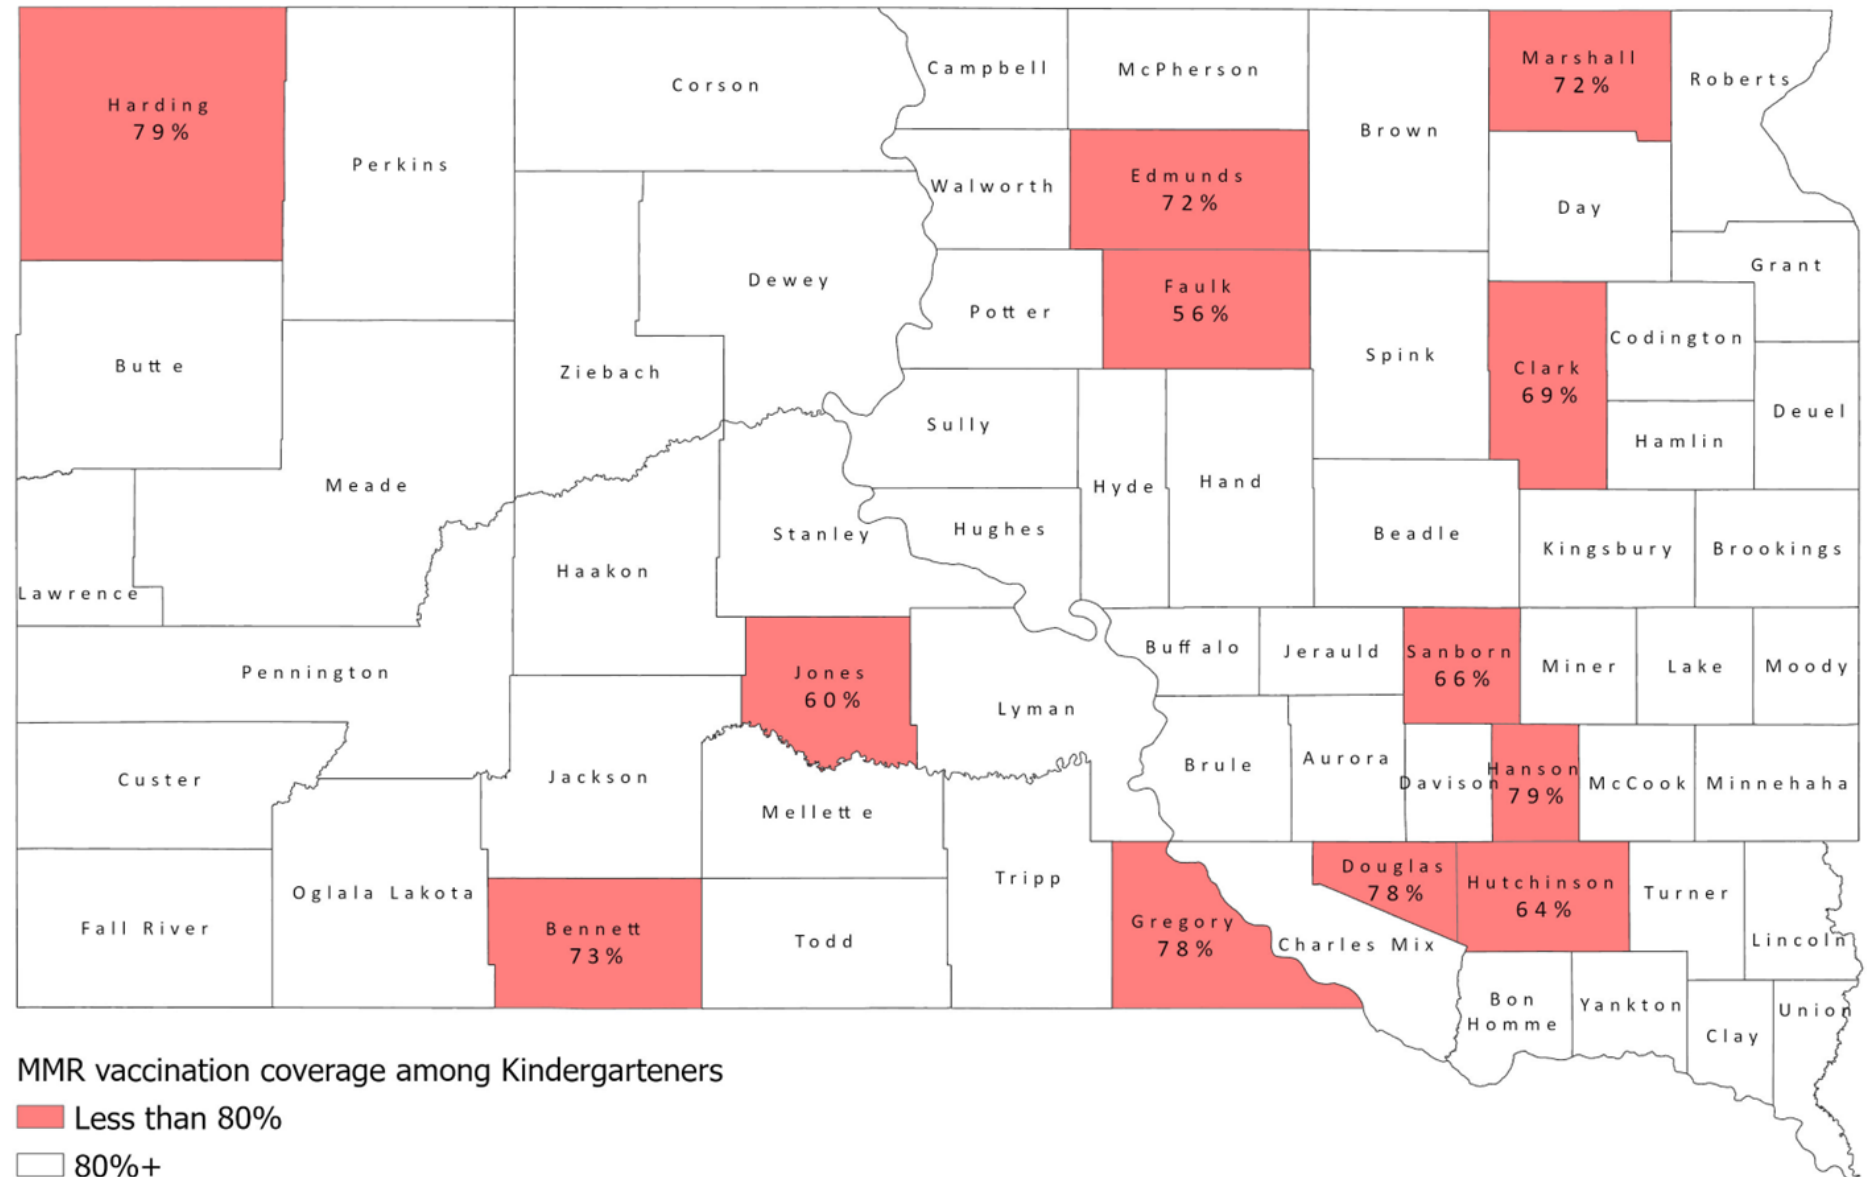 Harding
79%
Perkins
Corson
Campbell
McPherson
Brown
Marshall
72%
Roberts
Walworth
Edmunds
72%
Day
Grant
Butte
Dewey
Ziebach
Potter
Faulk
56%
Spink
Clark
69%
Codington
Hamlin
Deuel
Meade
Sully
Hyde
Hand
Lawrence
Haakon
Stanley
Hughes
Beadle
Kingsbury
Brookings
Pennington
Jones
60%
Lyman
Buffalo
Jerauld
Sanborn
66%
Miner
Lake
Moody
Custer
Jackson
Mellette
Brule
Aurora
Davison
Hanson
79%
McCook
Minnehaha
Fall River
Oglala Lakota
Bennett
73%
Todd
Tripp
Gregory
78%
Charles Mix
Douglas
78%
Hutchinson
64%
Turner
Lincoln
Bon
Homme
Yankton
Clay
Union
MMR vaccination coverage among Kindergarteners
Less than 80%
80%+